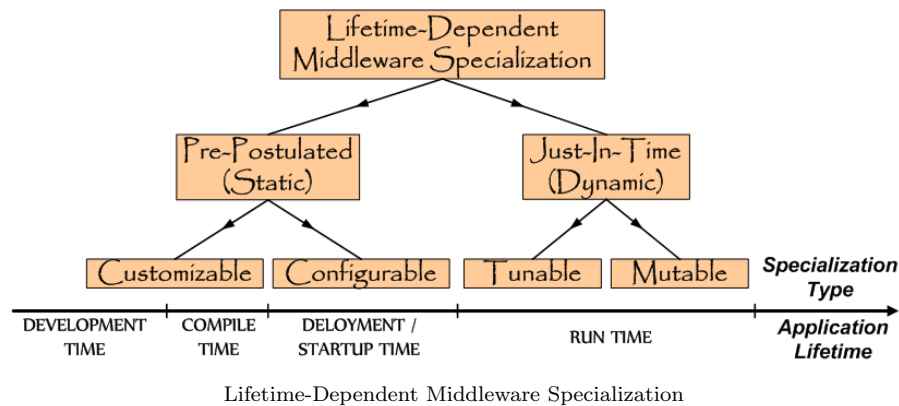 Lifetime-Dependent
Middleware Specialization
Pre-Postulated
(Static)
Just-In-Time
(Dynamic)
Customizable
Configurable
Tunable
Mutable
Specialization
Type
DEVELOPMENT
TIME
COMPILE
TIME
DELOYMENT /
STARTUP TIME
RUN TIME
Application
Lifetime
Lifetime-Dependent Middleware Specialization